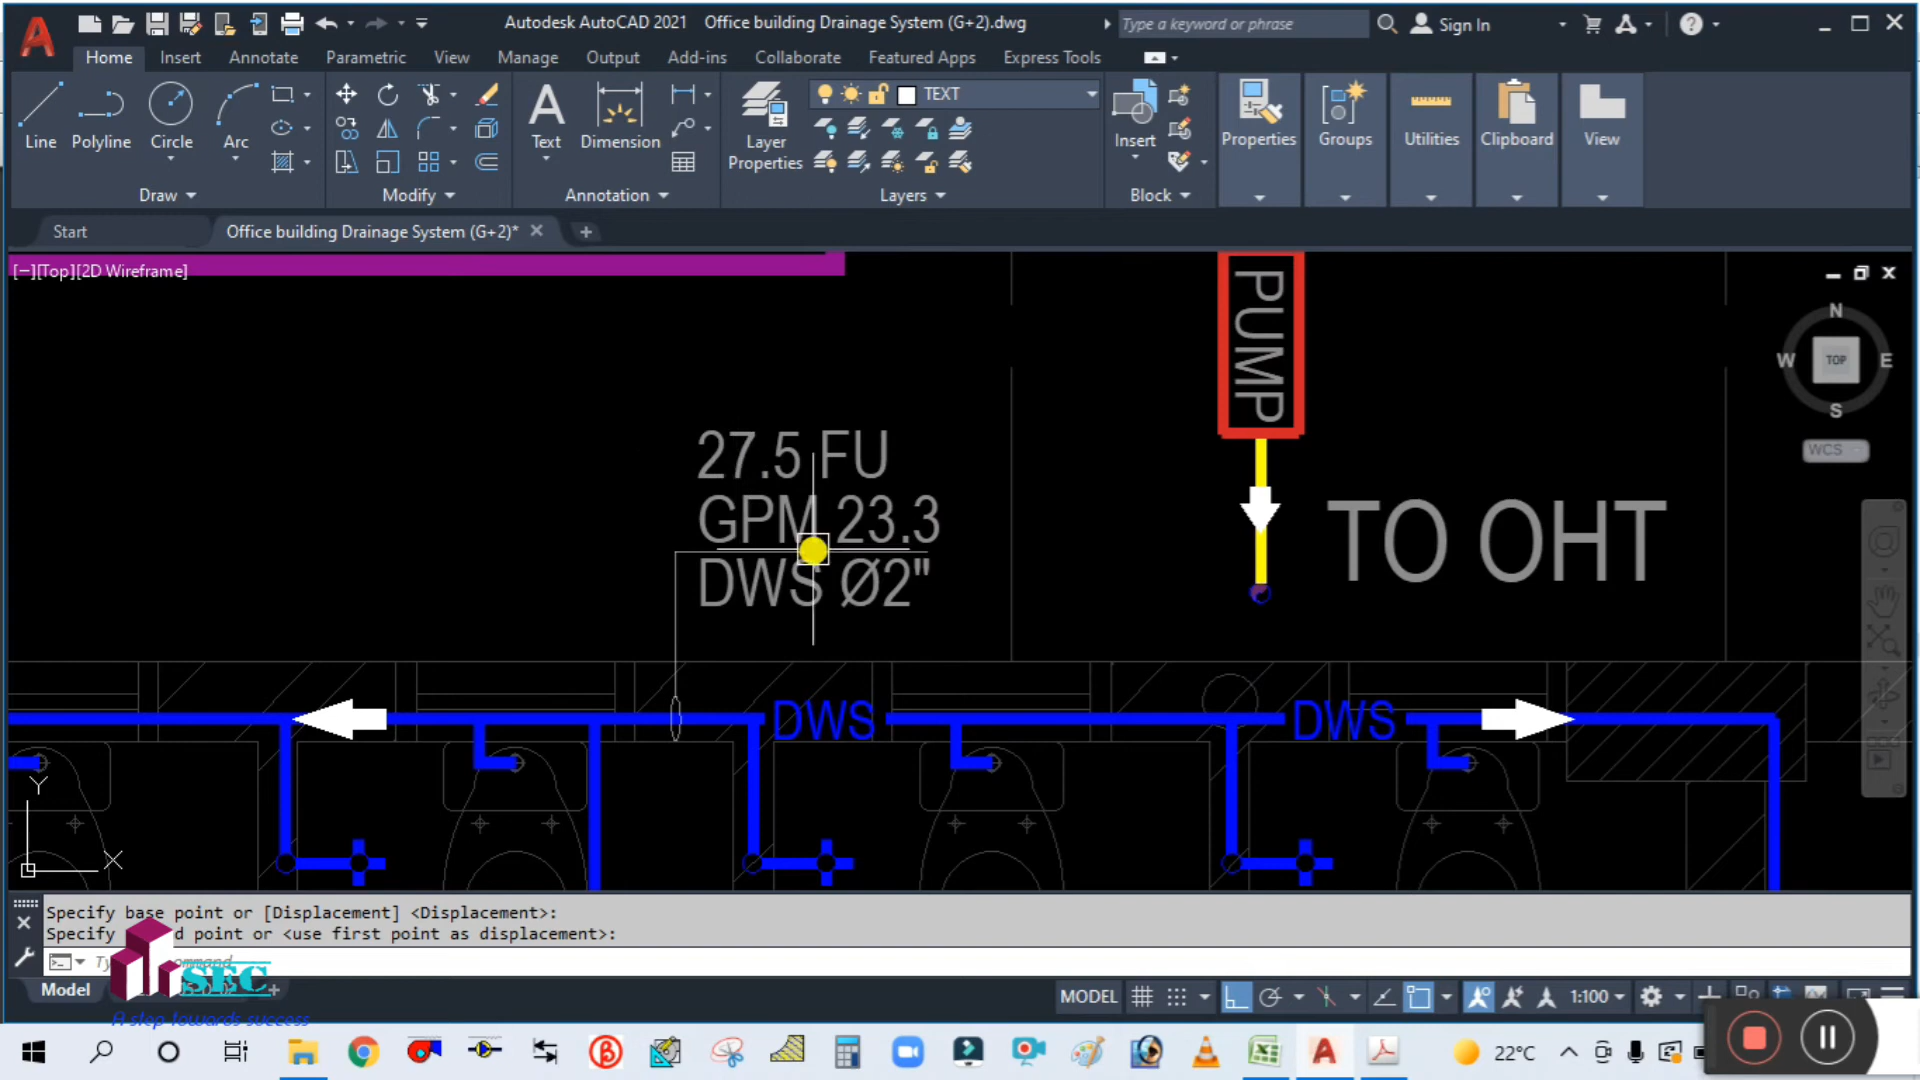 Autodesk AutoCAD 2021 Office building Drainage System (G+2).dwg
Type a keyword or phrase
Sign In
Home Insert Annotate Parametric View Manage Output Add-ins Collaborate Featured Apps Express Tools
Line Polyline Circle Arc
Text Dimension
Layer Properties
TEXT
Insert
Properties
Groups
Utilities
Clipboard
View
Draw Modify Annotation Layers Block
Start
Office building Drainage System (G+2)*
[−][Top][2D Wireframe]
PUMP
N
W TOP E
S
WCS
27.5 FU
GPM 23.3
DWS Ø2"
TO OHT
DWS
DWS
Y
X
Specify base point or [Displacement] <Displacement>:
Specify second point or <use first point as displacement>:
SEC
A step towards success
Model
MODEL
1:100
22°C